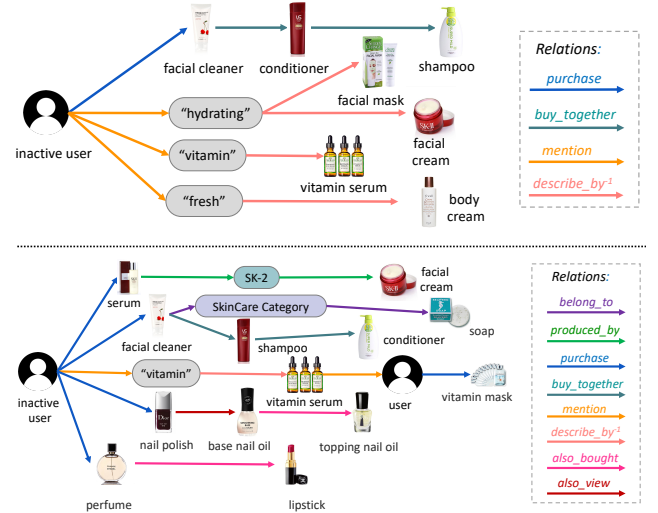 Relations:
purchase
buy_together
mention
describe_by-1
facial cleaner
conditioner
shampoo
"hydrating"
facial mask
inactive user
"vitamin"
facial
cream
vitamin serum
"fresh"
body
cream
Relations:
belong_to
produced_by
purchase
buy_together
mention
describe_by-1
also_bought
also_view
serum
SK-2
facial
cream
SkinCare Category
facial cleaner
soap
shampoo
conditioner
inactive
user
"vitamin"
vitamin serum
user
vitamin mask
Dior
nail polish
base nail oil
topping nail oil
perfume
lipstick